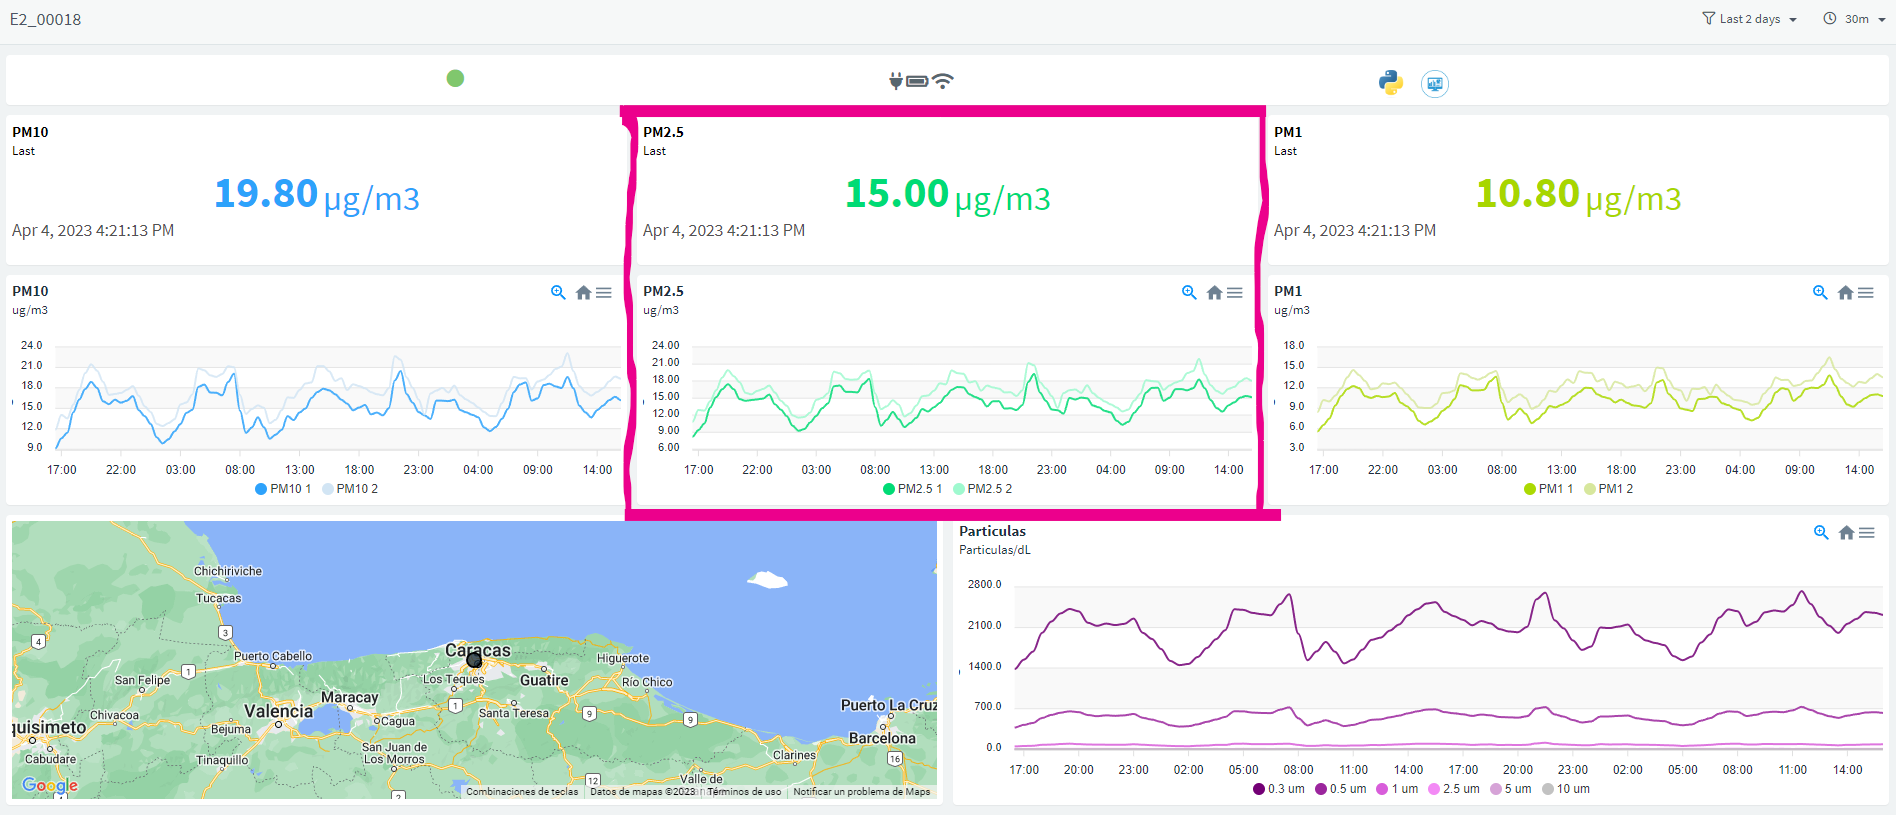 E2_00018
Last 2 days
30m
PM10
Last
19.80 µg/m3
Apr 4, 2023 4:21:13 PM
PM2.5
Last
15.00 µg/m3
Apr 4, 2023 4:21:13 PM
PM1
Last
10.80 µg/m3
Apr 4, 2023 4:21:13 PM
PM10
ug/m3
24.0
21.0
18.0
15.0
12.0
9.0
17:00 22:00 03:00 08:00 13:00 18:00 23:00 04:00 09:00 14:00
PM10 1 PM10 2
PM2.5
ug/m3
24.00
21.00
18.00
15.00
12.00
9.00
6.00
17:00 22:00 03:00 08:00 13:00 18:00 23:00 04:00 09:00 14:00
PM2.5 1 PM2.5 2
PM1
ug/m3
18.0
15.0
12.0
9.0
6.0
3.0
17:00 22:00 03:00 08:00 13:00 18:00 23:00 04:00 09:00 14:00
PM1 1 PM1 2
Chichiriviche
Tucacas
3
4
Puerto Cabello
1
San Felipe
Caracas
Higuerote
Los Teques
Guatire
Río Chico
Maracay
1
Valencia
Chivacoa
Cagua
Santa Teresa
9
9
Puerto La Cruz
quisimeto
Bejuma
Barcelona
Cabudare
Tinaquillo
San Juan de
Los Morros
Clarines
16
12
Valle de
2
Google
Combinaciones de teclas
Datos de mapas ©2023
Términos de uso
Notificar un problema de Maps
Particulas
Particulas/dL
2800.0
2100.0
1400.0
700.0
0.0
17:00 20:00 23:00 02:00 05:00 08:00 11:00 14:00 17:00 20:00 23:00 02:00 05:00 08:00 11:00 14:00
0.3 um 0.5 um 1 um 2.5 um 5 um 10 um